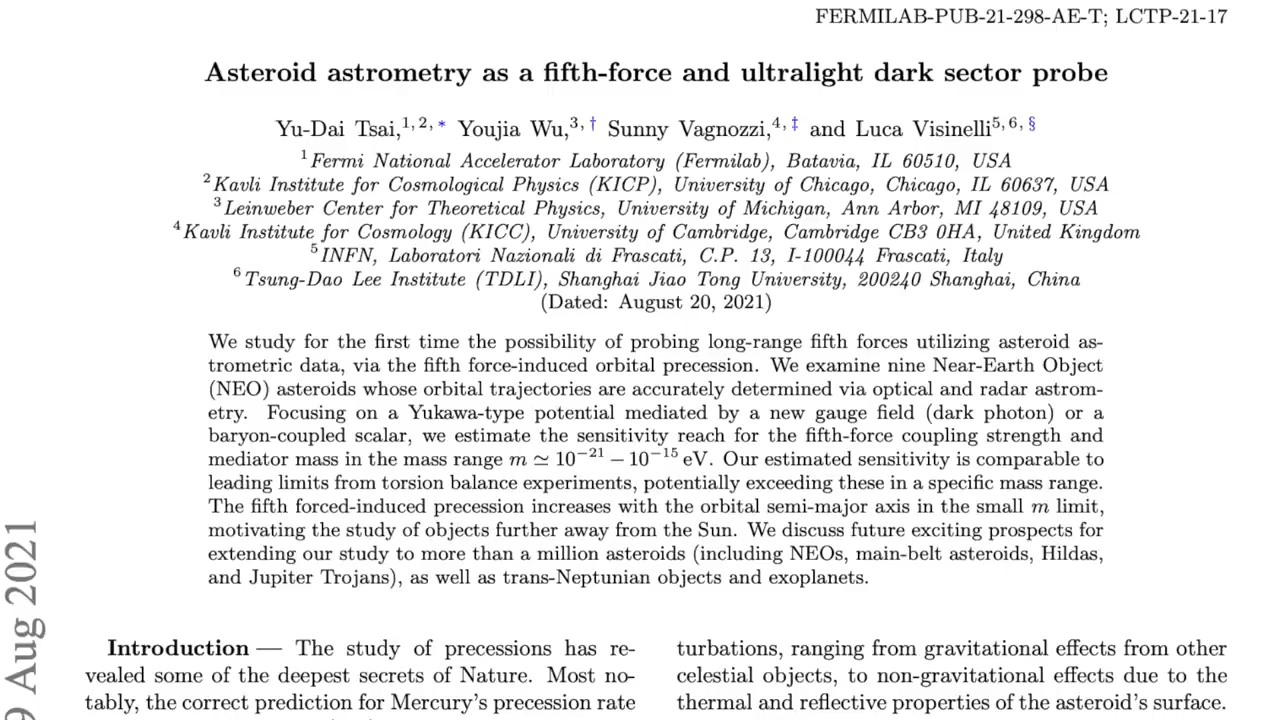 FERMILAB-PUB-21-298-AE-T; LCTP-21-17
Asteroid astrometry as a fifth-force and ultralight dark sector probe
Yu-Dai Tsai,1, 2, * Youjia Wu,3, † Sunny Vagnozzi,4, ‡ and Luca Visinelli5, 6, §
1Fermi National Accelerator Laboratory (Fermilab), Batavia, IL 60510, USA
2Kavli Institute for Cosmological Physics (KICP), University of Chicago, Chicago, IL 60637, USA
3Leinweber Center for Theoretical Physics, University of Michigan, Ann Arbor, MI 48109, USA
4Kavli Institute for Cosmology (KICC), University of Cambridge, Cambridge CB3 0HA, United Kingdom
5INFN, Laboratori Nazionali di Frascati, C.P. 13, I-100044 Frascati, Italy
6Tsung-Dao Lee Institute (TDLI), Shanghai Jiao Tong University, 200240 Shanghai, China
(Dated: August 20, 2021)
We study for the first time the possibility of probing long-range fifth forces utilizing asteroid as-
trometric data, via the fifth force-induced orbital precession. We examine nine Near-Earth Object
(NEO) asteroids whose orbital trajectories are accurately determined via optical and radar astrom-
etry. Focusing on a Yukawa-type potential mediated by a new gauge field (dark photon) or a
baryon-coupled scalar, we estimate the sensitivity reach for the fifth-force coupling strength and
mediator mass in the mass range m ≃ 10−21 − 10−15 eV. Our estimated sensitivity is comparable to
leading limits from torsion balance experiments, potentially exceeding these in a specific mass range.
The fifth forced-induced precession increases with the orbital semi-major axis in the small m limit,
motivating the study of objects further away from the Sun. We discuss future exciting prospects for
extending our study to more than a million asteroids (including NEOs, main-belt asteroids, Hildas,
and Jupiter Trojans), as well as trans-Neptunian objects and exoplanets.
Introduction — The study of precessions has re-
vealed some of the deepest secrets of Nature. Most no-
tably, the correct prediction for Mercury's precession rate
turbations, ranging from gravitational effects from other
celestial objects, to non-gravitational effects due to the
thermal and reflective properties of the asteroid's surface.
9 Aug 2021